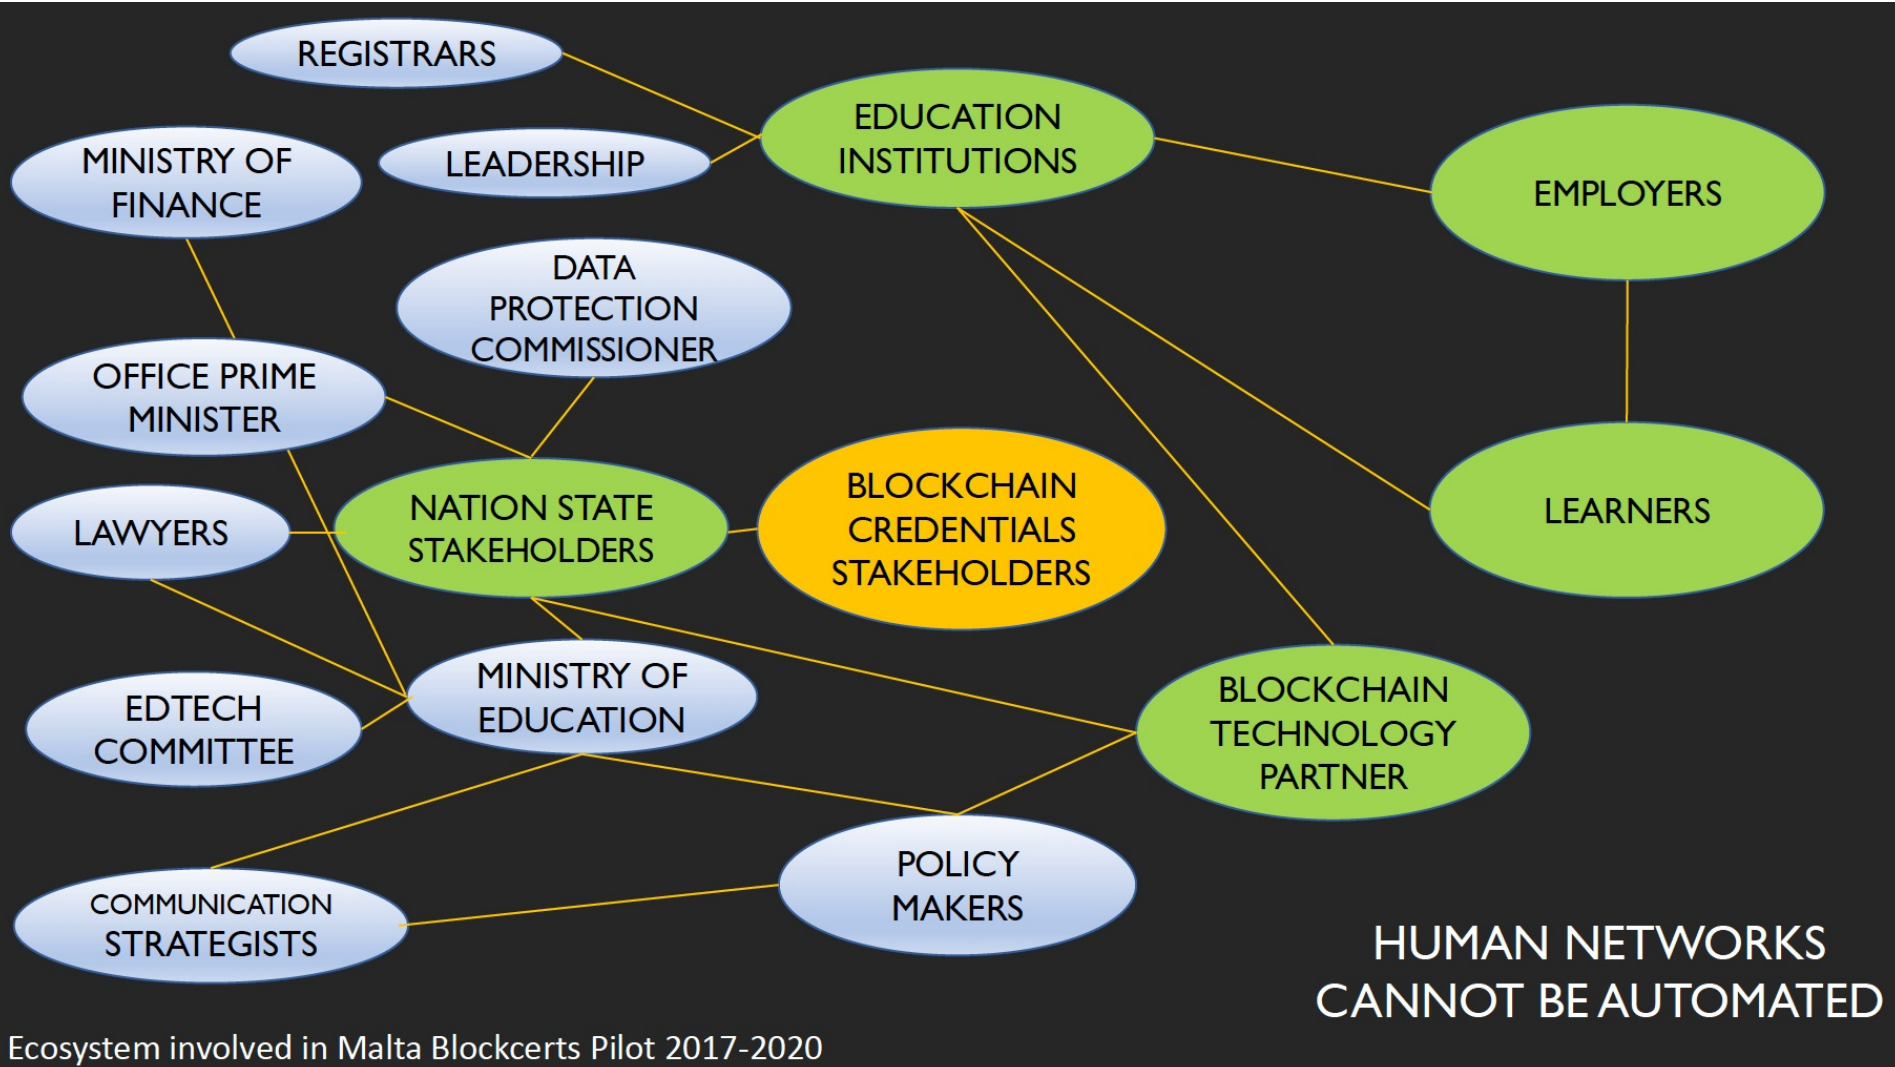 REGISTRARS
EDUCATION
INSTITUTIONS
MINISTRY OF
FINANCE
LEADERSHIP
EMPLOYERS
DATA
PROTECTION
COMMISSIONER
OFFICE PRIME
MINISTER
NATION STATE
STAKEHOLDERS
BLOCKCHAIN
CREDENTIALS
STAKEHOLDERS
LEARNERS
LAWYERS
MINISTRY OF
EDUCATION
EDTECH
COMMITTEE
BLOCKCHAIN
TECHNOLOGY
PARTNER
POLICY
MAKERS
COMMUNICATION
STRATEGISTS
HUMAN NETWORKS
CANNOT BE AUTOMATED
Ecosystem involved in Malta Blockcerts Pilot 2017-2020